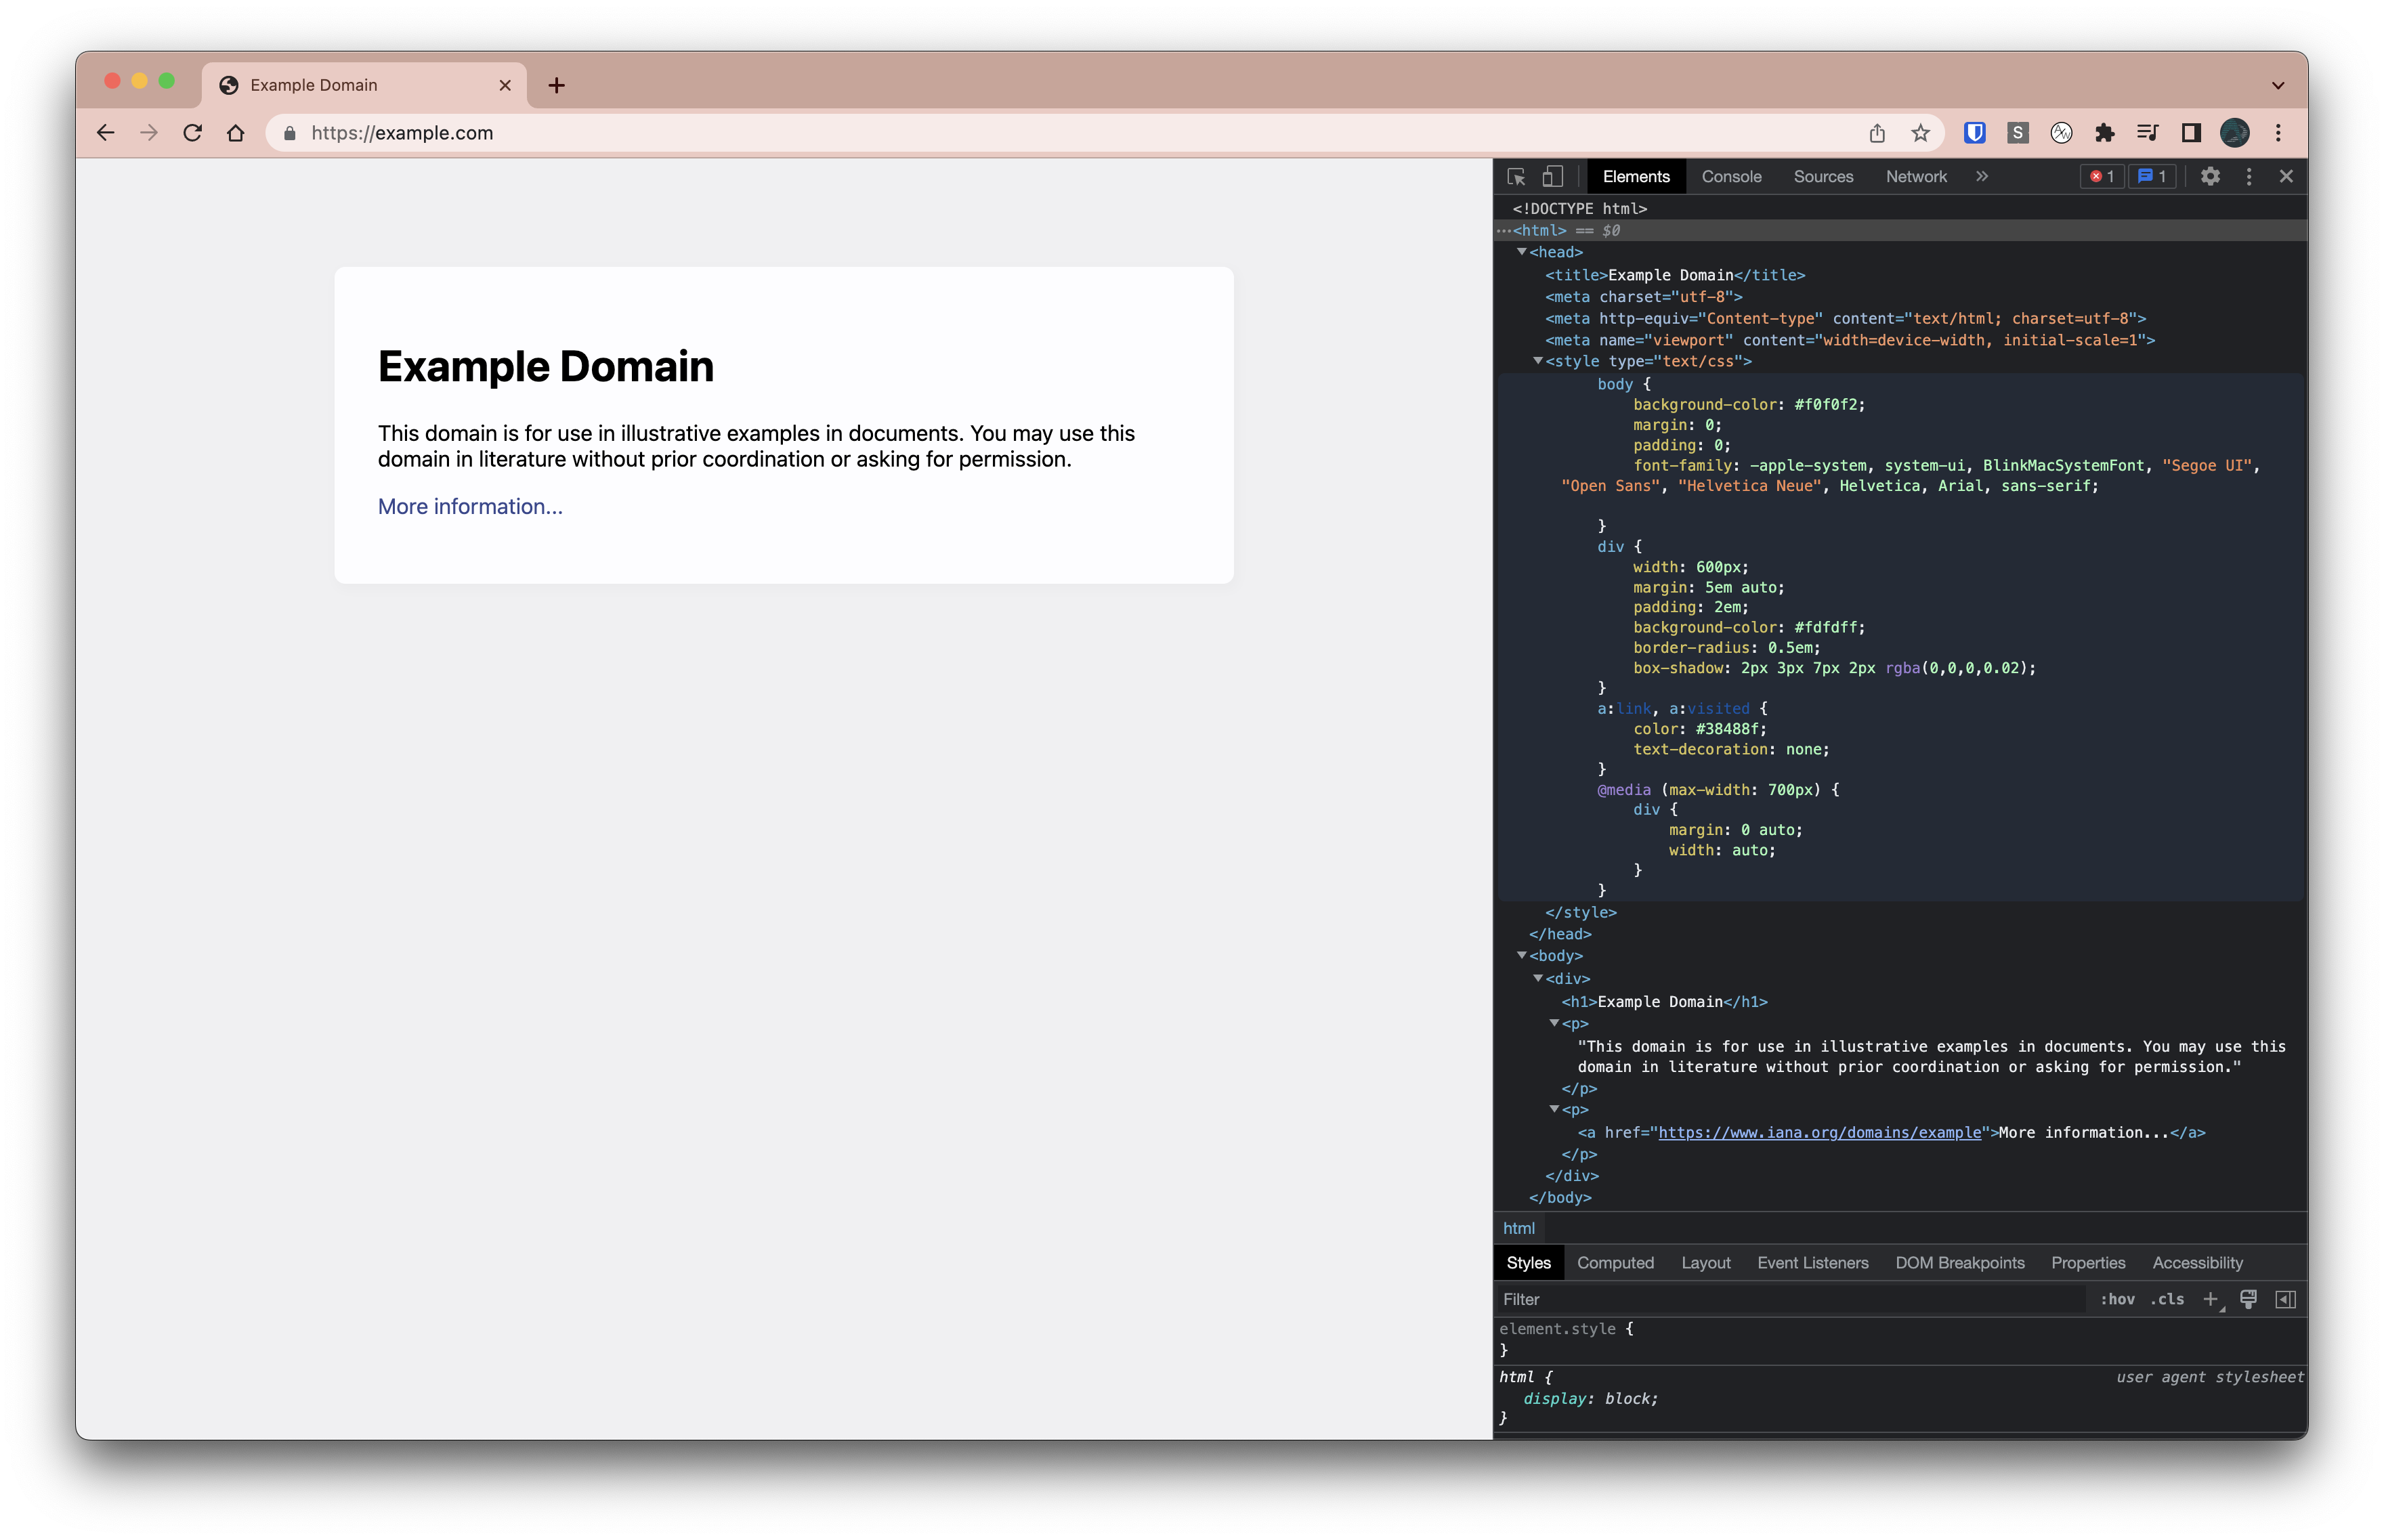 Example Domain
https://example.com
S
Example Domain
This domain is for use in illustrative examples in documents. You may use this
domain in literature without prior coordination or asking for permission.
More information...
Elements Console Sources Network » 1 1
<!DOCTYPE html>
···<html> == $0
<head>
<title>Example Domain</title>
<meta charset="utf-8">
<meta http-equiv="Content-type" content="text/html; charset=utf-8">
<meta name="viewport" content="width=device-width, initial-scale=1">
<style type="text/css">
body {
background-color: #f0f0f2;
margin: 0;
padding: 0;
font-family: -apple-system, system-ui, BlinkMacSystemFont, "Segoe UI",
"Open Sans", "Helvetica Neue", Helvetica, Arial, sans-serif;
}
div {
width: 600px;
margin: 5em auto;
padding: 2em;
background-color: #fdfdff;
border-radius: 0.5em;
box-shadow: 2px 3px 7px 2px rgba(0,0,0,0.02);
}
a:link, a:visited {
color: #38488f;
text-decoration: none;
}
@media (max-width: 700px) {
div {
margin: 0 auto;
width: auto;
}
}
</style>
</head>
<body>
<div>
<h1>Example Domain</h1>
<p>
"This domain is for use in illustrative examples in documents. You may use this
domain in literature without prior coordination or asking for permission."
</p>
<p>
<a href="https://www.iana.org/domains/example">More information...</a>
</p>
</div>
</body>
html
Styles Computed Layout Event Listeners DOM Breakpoints Properties Accessibility
Filter :hov .cls
element.style {
}
html { user agent stylesheet
display: block;
}